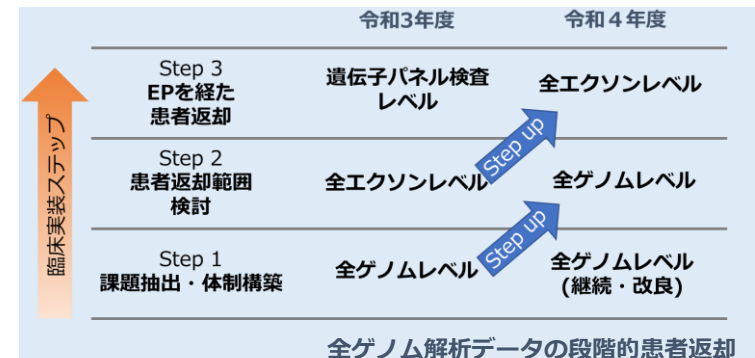 令和3年度 令和４年度
Step 3
EPを経た
患者返却
遺伝子パネル検査
レベル
全エクソンレベル
Step up
Step 2
患者返却範囲
検討
全エクソンレベル
全ゲノムレベル
Step up
Step 1
課題抽出・体制構築
全ゲノムレベル
全ゲノムレベル
(継続・改良)
臨床実装ステップ
全ゲノム解析データの段階的患者返却